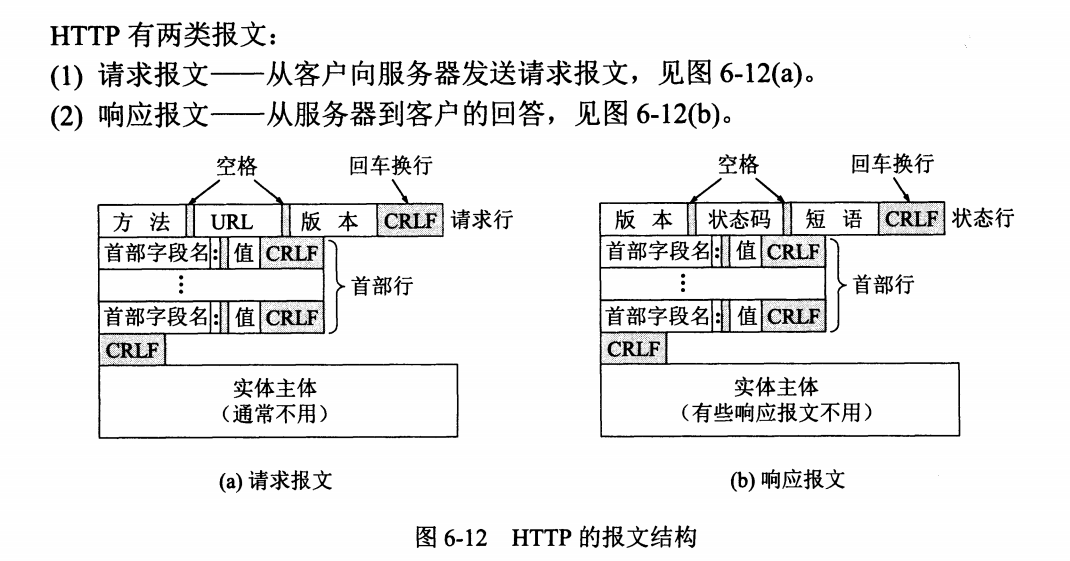 HTTP 有两类报文：
(1) 请求报文——从客户向服务器发送请求报文，见图 6-12(a)。
(2) 响应报文——从服务器到客户的回答，见图 6-12(b)。
空格 回车换行
方 法 URL 版 本 CRLF 请求行
首部字段名 : 值 CRLF
⋮ 首部行
首部字段名 : 值 CRLF
CRLF
实体主体
（通常不用）
(a) 请求报文
空格 回车换行
版 本 状态码 短 语 CRLF 状态行
首部字段名 : 值 CRLF
⋮ 首部行
首部字段名 : 值 CRLF
CRLF
实体主体
（有些响应报文不用）
(b) 响应报文
图 6-12 HTTP 的报文结构